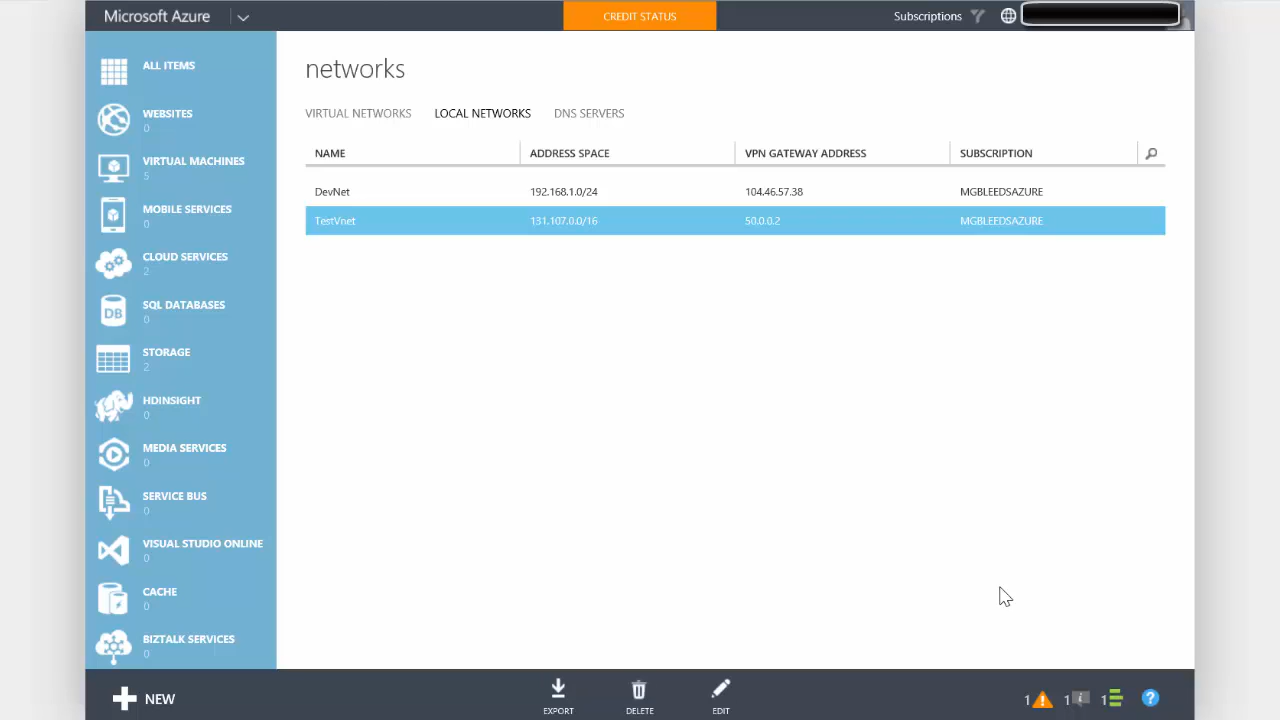 Microsoft Azure
CREDIT STATUS
Subscriptions
ALL ITEMS
WEBSITES
0
VIRTUAL MACHINES
5
MOBILE SERVICES
0
CLOUD SERVICES
2
SQL DATABASES
0
DB
STORAGE
2
HDINSIGHT
0
MEDIA SERVICES
0
SERVICE BUS
0
VISUAL STUDIO ONLINE
0
CACHE
0
BIZTALK SERVICES
0
networks
VIRTUAL NETWORKS LOCAL NETWORKS DNS SERVERS
NAME ADDRESS SPACE VPN GATEWAY ADDRESS SUBSCRIPTION
DevNet 192.168.1.0/24 104.46.57.38 MGBLEEDSAZURE
TestVnet 131.107.0.0/16 50.0.0.2 MGBLEEDSAZURE
NEW
EXPORT DELETE EDIT
1 1 1 ?